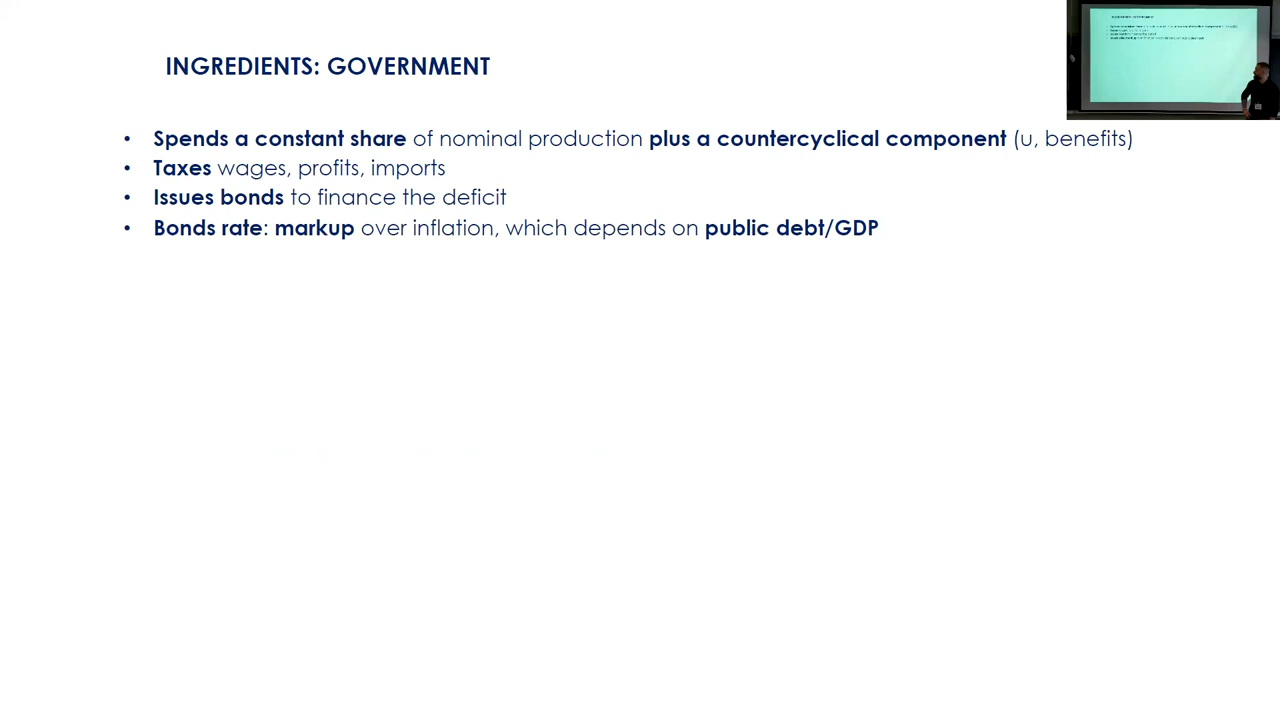 INGREDIENTS: GOVERNMENT
• Spends a constant share of nominal production plus a countercyclical component (u, benefits)
• Taxes wages, profits, imports
• Issues bonds to finance the deficit
• Bonds rate: markup over inflation, which depends on public debt/GDP